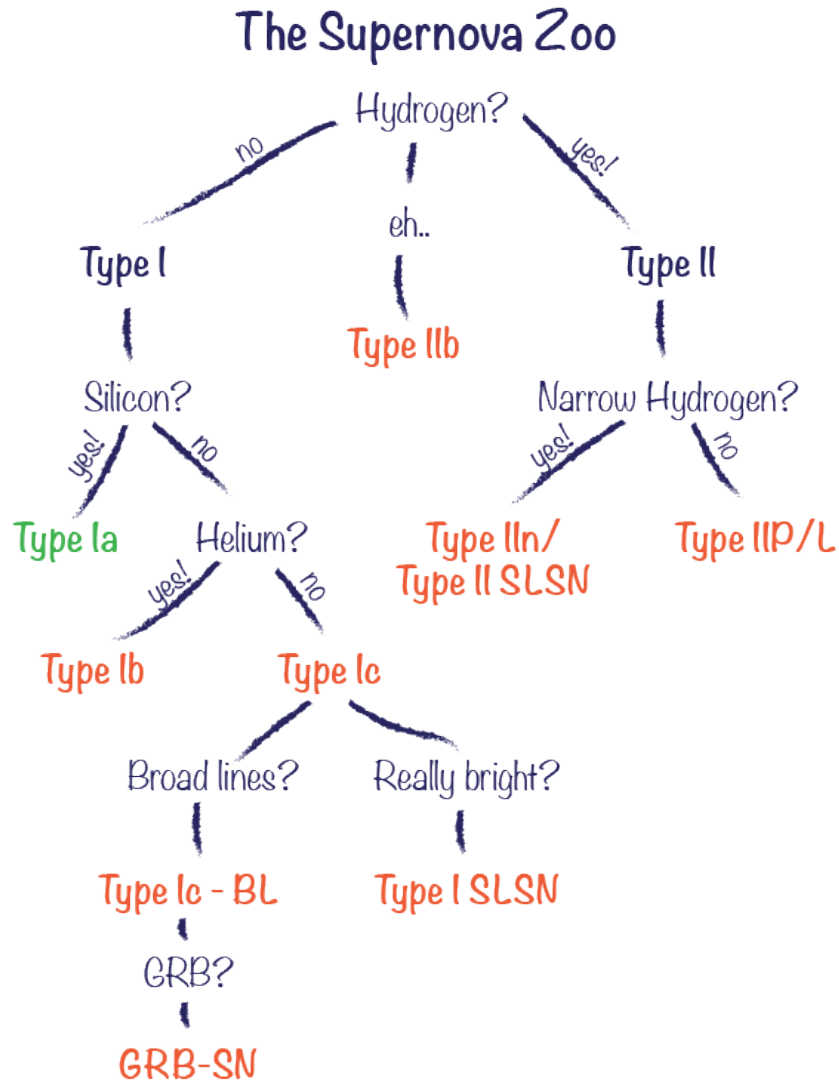 The Supernova Zoo
Hydrogen?
no
yes!
eh..
Type I
Type II
Type IIb
Silicon?
Narrow Hydrogen?
yes!
no
yes!
no
Type Ia
Helium?
Type IIn/
Type II SLSN
Type IIP/L
yes!
no
Type Ib
Type Ic
Broad lines?
Really bright?
Type Ic - BL
Type I SLSN
GRB?
GRB-SN